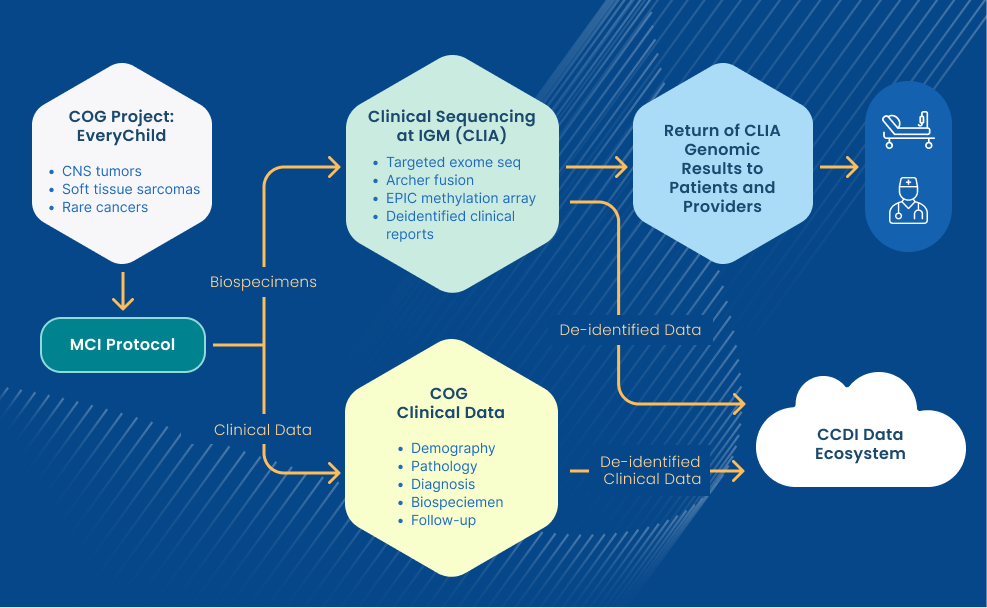 COG Project:
EveryChild
• CNS tumors
• Soft tissue sarcomas
• Rare cancers
MCI Protocol
Biospecimens
Clinical Data
Clinical Sequencing
at IGM (CLIA)
• Targeted exome seq
• Archer fusion
• EPIC methylation array
• Deidentified clinical
reports
COG
Clinical Data
• Demography
• Pathology
• Diagnosis
• Biospeciemen
• Follow-up
Return of CLIA
Genomic
Results to
Patients and
Providers
De-identified Data
De-identified
Clinical Data
CCDI Data
Ecosystem